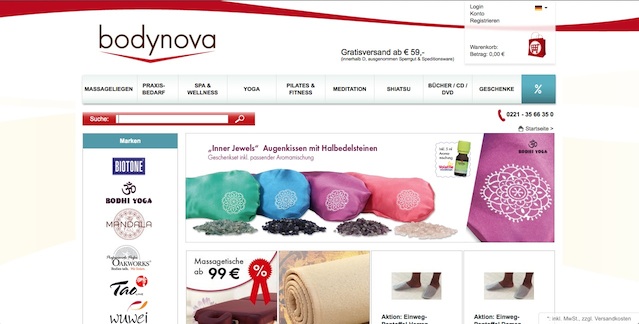 Login
Konto
Registrieren
bodynova
Gratisversand ab € 59,-
(innerhalb D, ausgenommen Sperrgut & Speditionsware)
Warenkorb:
Betrag: 0,00 €
MASSAGELIEGEN
PRAXIS-
BEDARF
SPA &
WELLNESS
YOGA
PILATES &
FITNESS
MEDITATION
SHIATSU
BÜCHER / CD /
DVD
GESCHENKE
%
Suche:
0221 - 35 66 35 0
Startseite >
Marken
BIOTONE
BODHI YOGA
MANDALA
OAKWORKS
Tao
wuwei
„Inner Jewels“ Augenkissen mit Halbedelsteinen
Geschenkset inkl. passender Aromamischung
BODHI YOGA
Massagetische
ab 99 €
%
Aktion: Einweg-
Aktion: Einweg-
*: inkl. MwSt., zzgl. Versandkosten